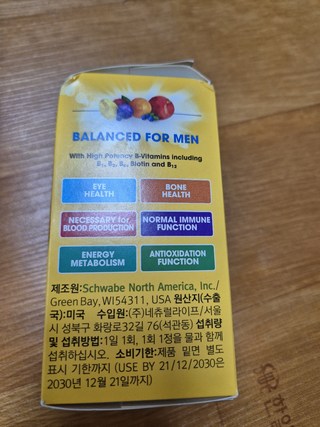 BALANCED FOR MEN
With High Potency B-Vitamins including
B₁, B₂, B₆, Biotin and B₁₂
EYE
HEALTH
BONE
HEALTH
NECESSARY for
BLOOD PRODUCTION
NORMAL IMMUNE
FUNCTION
ENERGY
METABOLISM
ANTIOXIDATION
FUNCTION
제조원:Schwabe North America, Inc./
Green Bay, WI54311, USA 원산지(수출
국):미국 수입원:(주)네츄럴라이프/서울
시 성북구 화랑로32길 76(석관동) 섭취량
및 섭취방법:1일 1회, 1회 1정을 물과 함께
섭취하십시오. 소비기한:제품 밑면 별도
표시 기한까지 (USE BY 21/12/2030은
2030년 12월 21일까지)